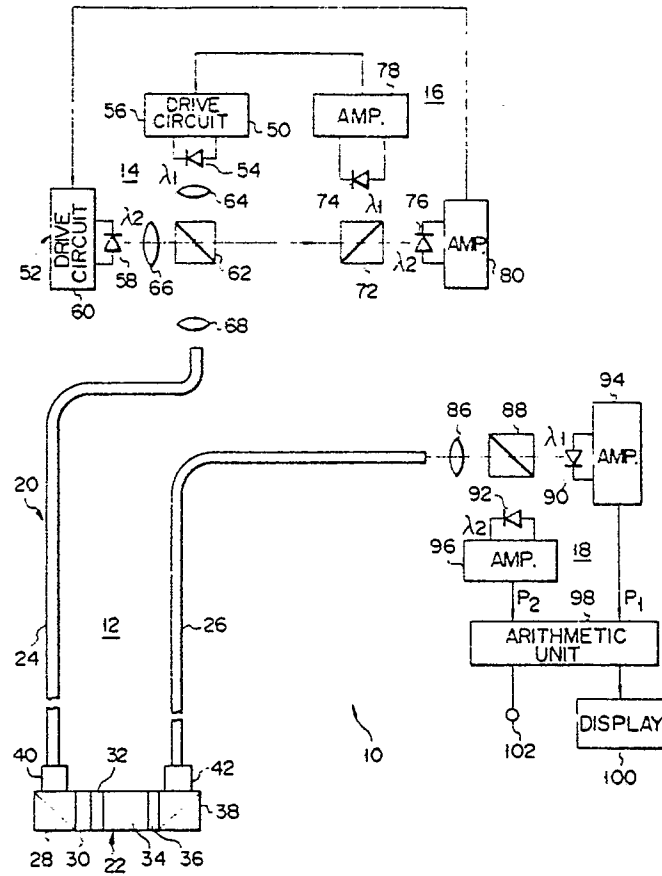 78
16
56
DRIVE CIRCUIT
50
AMP.
54
14
λ1
64
74
λ1
76
52
DRIVE CIRCUIT
λ2
58
66
62
72
λ2
AMP.
80
60
68
94
86
88
λ1
90
AMP.
20
92
λ2
96
AMP.
18
24
12
26
P2
98
P1
ARITHMETIC UNIT
102
DISPLAY
100
10
40
32
42
38
28
30
22
34
36